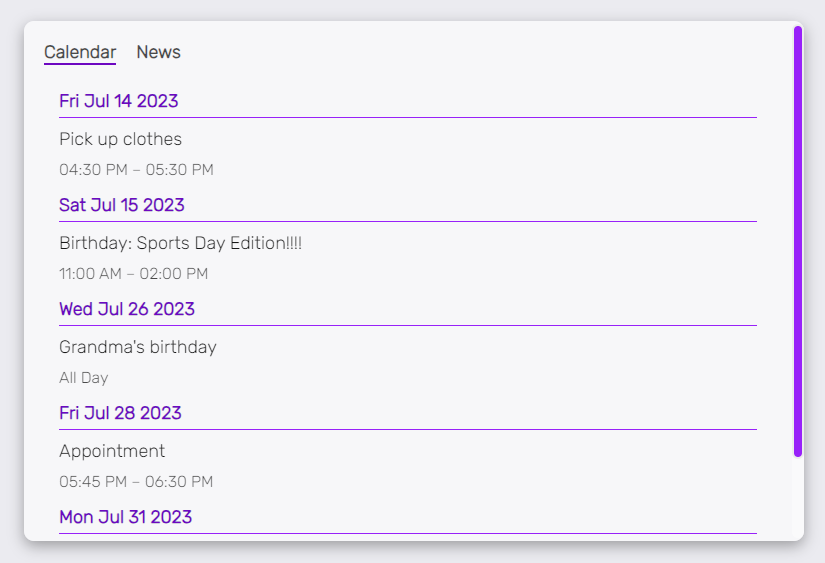 Calendar News
Fri Jul 14 2023
Pick up clothes
04:30 PM – 05:30 PM
Sat Jul 15 2023
Birthday: Sports Day Edition!!!!
11:00 AM – 02:00 PM
Wed Jul 26 2023
Grandma's birthday
All Day
Fri Jul 28 2023
Appointment
05:45 PM – 06:30 PM
Mon Jul 31 2023